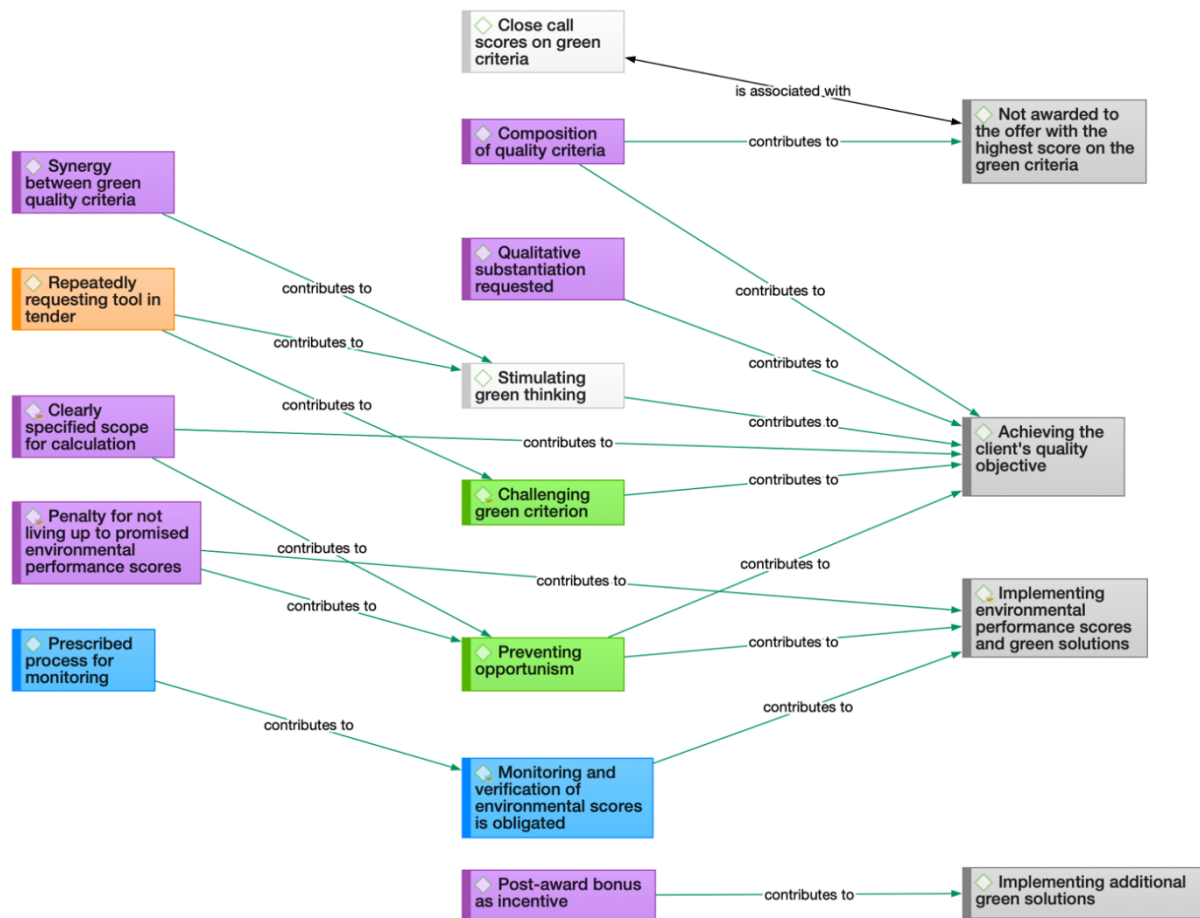 Close call
scores on green
criteria
is associated with
Not awarded to
the offer with the
highest score on the
green criteria
Composition
of quality criteria
contributes to
Synergy
between green
quality criteria
Qualitative
substantiation
requested
Repeatedly
requesting tool in
tender
contributes to
contributes to
contributes to
contributes to
Stimulating
green thinking
Clearly
specified scope
for calculation
contributes to
contributes to
contributes to
Achieving the
client's quality
objective
Challenging
green criterion
contributes to
Penalty for not
living up to promised
environmental
performance scores
contributes to
contributes to
contributes to
contributes to
Implementing
environmental
performance scores
and green solutions
Prescribed
process for
monitoring
Preventing
opportunism
contributes to
contributes to
contributes to
Monitoring and
verification of
environmental scores
is obligated
Post-award bonus
as incentive
contributes to
Implementing additional
green solutions